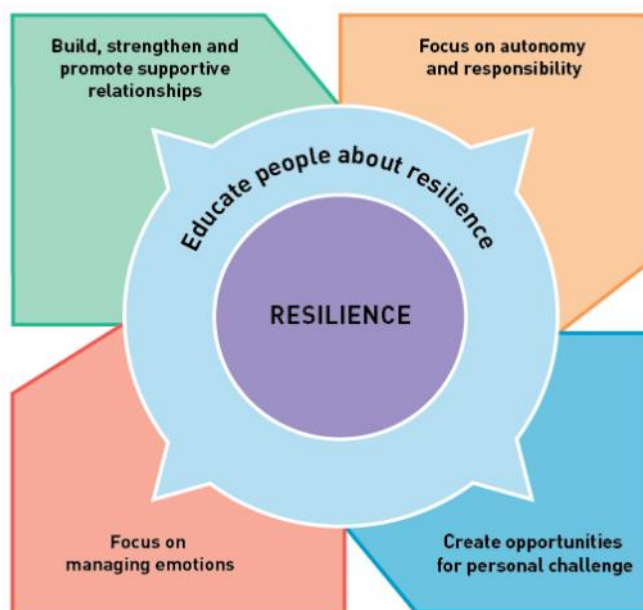 Build, strengthen and
promote supportive
relationships
Focus on autonomy
and responsibility
Educate people about resilience
RESILIENCE
Focus on
managing emotions
Create opportunities
for personal challenge